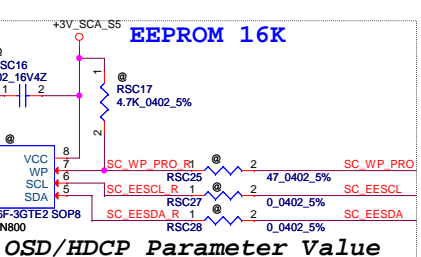 +3V_SCA_S5
EEPROM 16K
SC16
02_16V4Z
1 2
@
1
@
RSC17
4.7K_0402_5%
2
@
8
VCC
7
WP
6
SCL
5
SDA
6F-3GTE2 SOP8
N800
SC_WP_PRO_R 1 @ 2 SC_WP_PRO
RSC25 47_0402_5%
SC_EESCL_R 1 @ 2 SC_EESCL
RSC27 0_0402_5%
SC_EESDA_R 1 @ 2 SC_EESDA
RSC28 0_0402_5%
OSD/HDCP Parameter Value